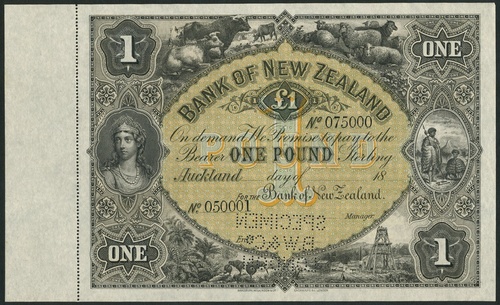 1
ONE
BANK OF NEW ZEALAND
£1
No 075000
On demand We Promise to pay to the
Bearer ONE POUND Sterling
Auckland day of 18
FOR THE Bank of New Zealand.
No 050001
Manager.
SPECIMEN
B.W.& Co
ONE
1